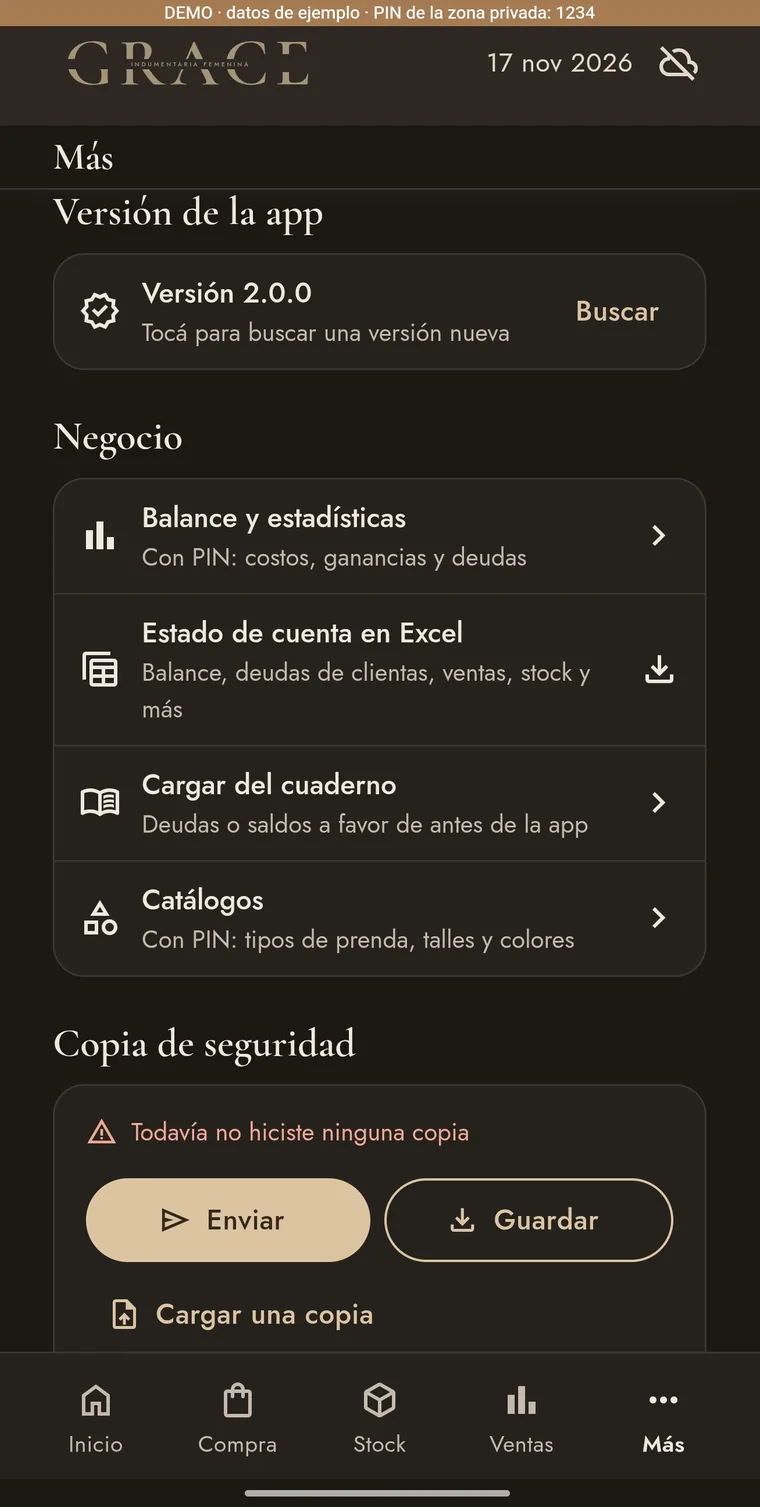 DEMO · datos de ejemplo · PIN de la zona privada: 1234
GRACE
INDUMENTARIA FEMENINA
17 nov 2026
Más
Versión de la app
Versión 2.0.0
Tocá para buscar una versión nueva
Buscar
Negocio
Balance y estadísticas
Con PIN: costos, ganancias y deudas
Estado de cuenta en Excel
Balance, deudas de clientas, ventas, stock y
más
Cargar del cuaderno
Deudas o saldos a favor de antes de la app
Catálogos
Con PIN: tipos de prenda, talles y colores
Copia de seguridad
Todavía no hiciste ninguna copia
Enviar
Guardar
Cargar una copia
Inicio
Compra
Stock
Ventas
Más